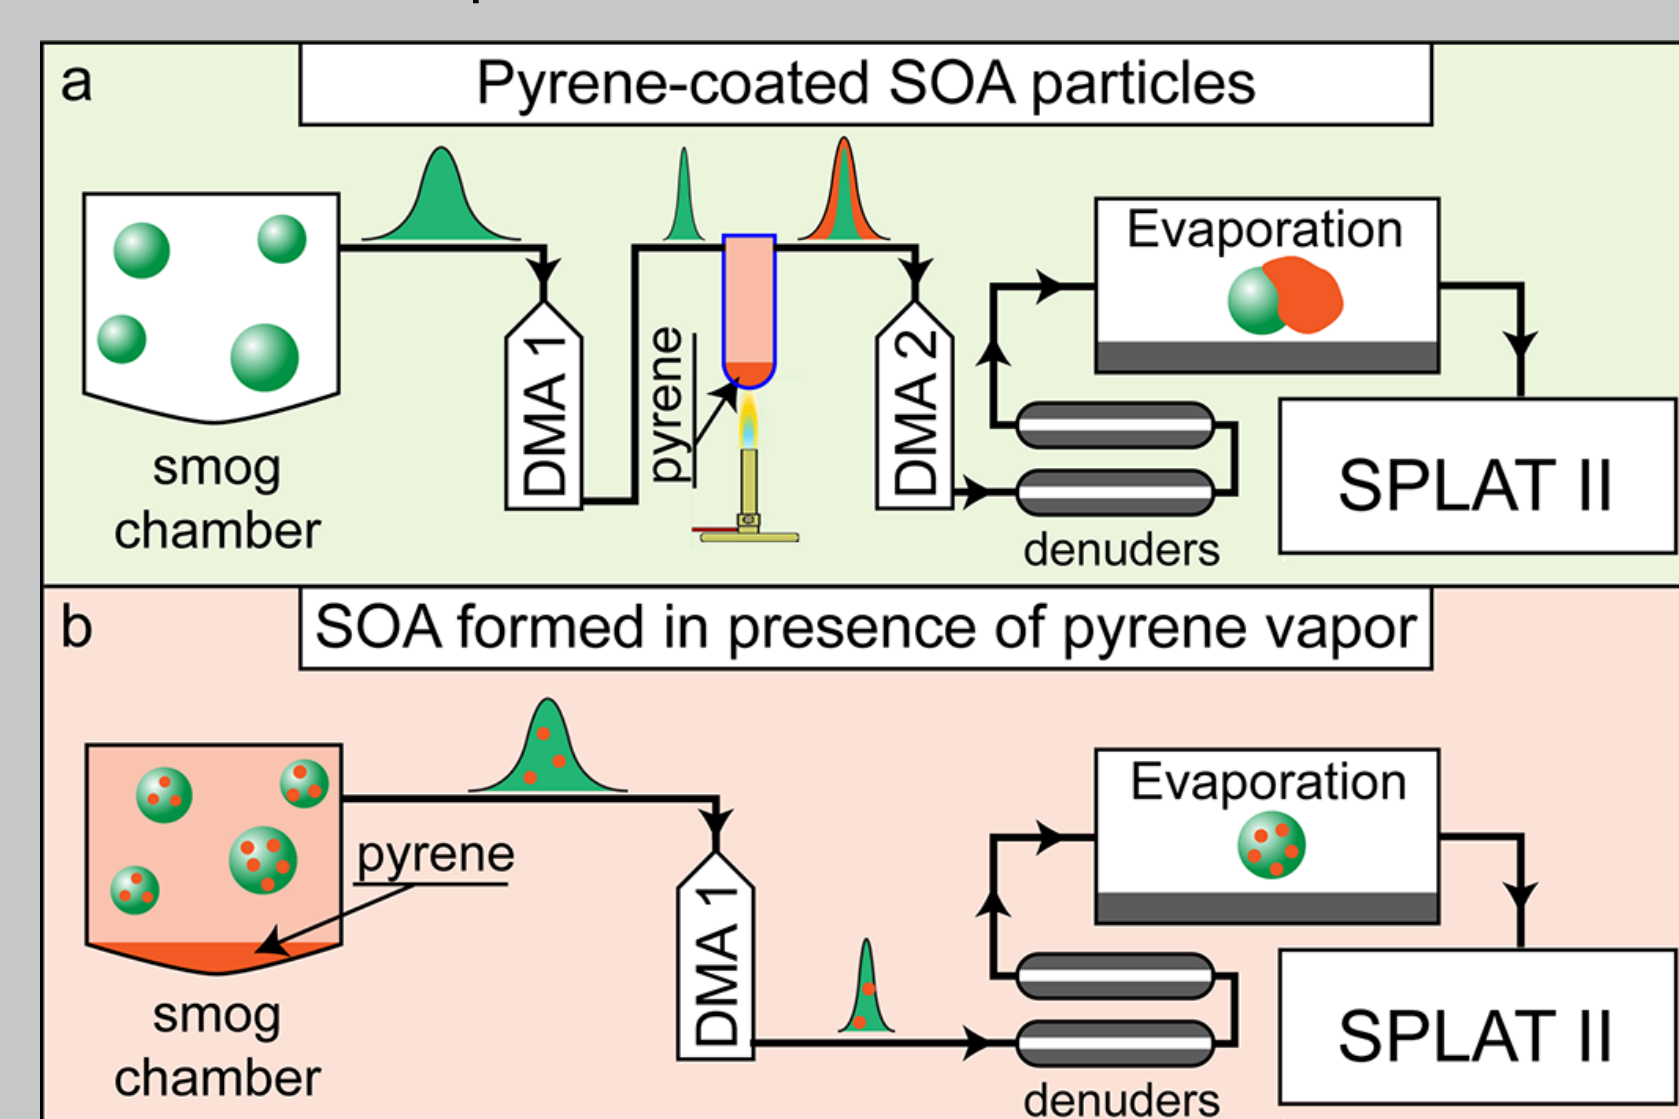 a
Pyrene-coated SOA particles
smog
chamber
DMA 1
pyrene
DMA 2
Evaporation
denuders
SPLAT II
b
SOA formed in presence of pyrene vapor
pyrene
smog
chamber
DMA 1
Evaporation
denuders
SPLAT II